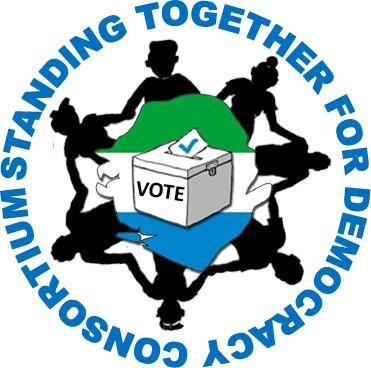 STANDING TOGETHER FOR DEMOCRACY CONSORTIUM
VOTE